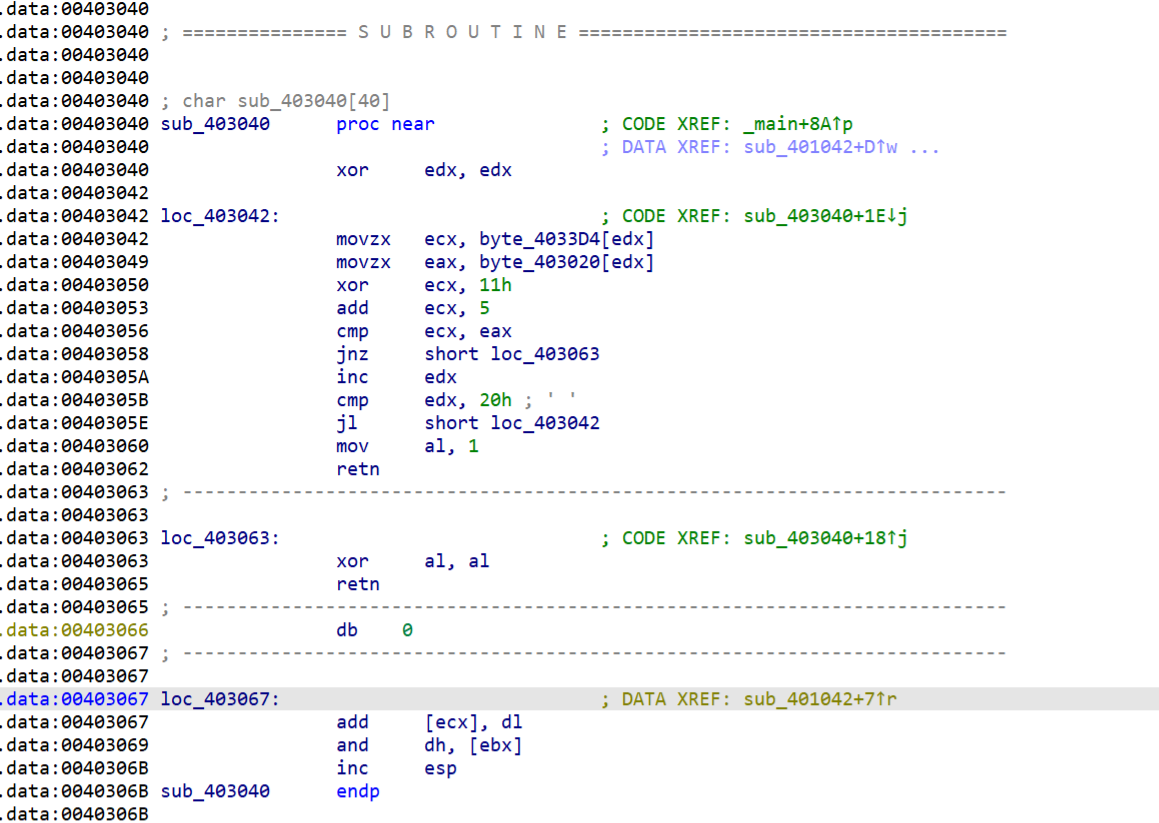 .data:00403040
.data:00403040 ; =============== S U B R O U T I N E =======================================
.data:00403040
.data:00403040
.data:00403040 ; char sub_403040[40]
.data:00403040 sub_403040      proc near               ; CODE XREF: _main+8A↑p
.data:00403040                                         ; DATA XREF: sub_401042+D↑w ...
.data:00403040                 xor     edx, edx
.data:00403042
.data:00403042 loc_403042:                             ; CODE XREF: sub_403040+1E↓j
.data:00403042                 movzx   ecx, byte_4033D4[edx]
.data:00403049                 movzx   eax, byte_403020[edx]
.data:00403050                 xor     ecx, 11h
.data:00403053                 add     ecx, 5
.data:00403056                 cmp     ecx, eax
.data:00403058                 jnz     short loc_403063
.data:0040305A                 inc     edx
.data:0040305B                 cmp     edx, 20h ; ' '
.data:0040305E                 jl      short loc_403042
.data:00403060                 mov     al, 1
.data:00403062                 retn
.data:00403063 ; ---------------------------------------------------------------------------
.data:00403063
.data:00403063 loc_403063:                             ; CODE XREF: sub_403040+18↑j
.data:00403063                 xor     al, al
.data:00403065                 retn
.data:00403065 ; ---------------------------------------------------------------------------
.data:00403066                 db    0
.data:00403067 ; ---------------------------------------------------------------------------
.data:00403067
.data:00403067 loc_403067:                             ; DATA XREF: sub_401042+7↑r
.data:00403067                 add     [ecx], dl
.data:00403069                 and     dh, [ebx]
.data:0040306B                 inc     esp
.data:0040306B sub_403040      endp
.data:0040306B